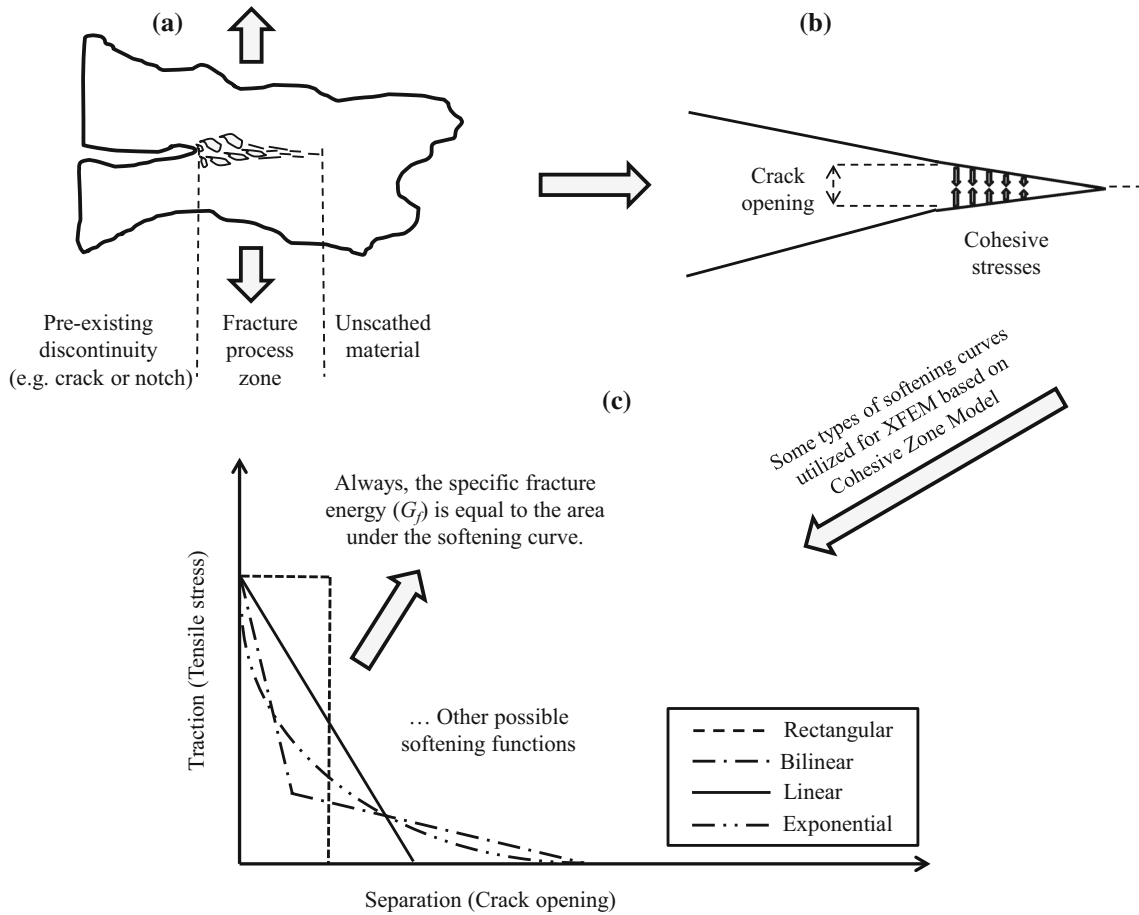 (a)
(b)
Crack
opening
Cohesive
stresses
Pre-existing
discontinuity
(e.g. crack or notch)
Fracture
process
zone
Unscathed
material
(c)
Some types of softening curves
utilized for XFEM based on
Cohesive Zone Model
Always, the specific fracture
energy (Gf) is equal to the area
under the softening curve.
Traction (Tensile stress)
… Other possible
softening functions
Rectangular
Bilinear
Linear
Exponential
Separation (Crack opening)